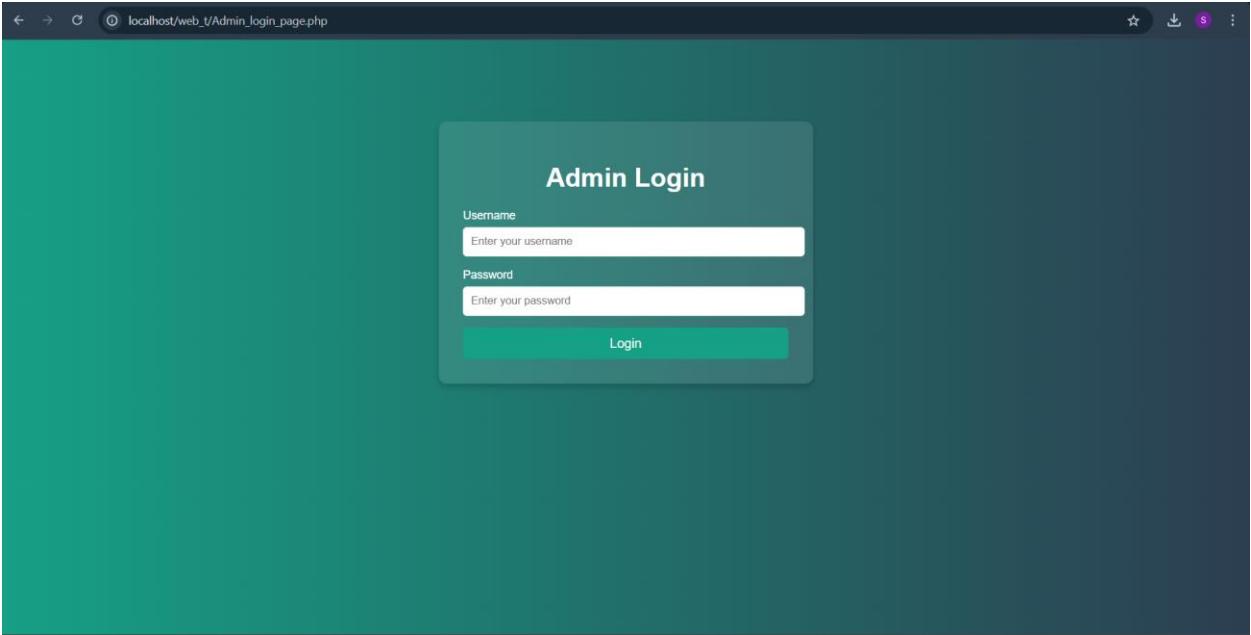 localhost/web_t/Admin_login_page.php
S
Admin Login
Username
Enter your username
Password
Enter your password
Login